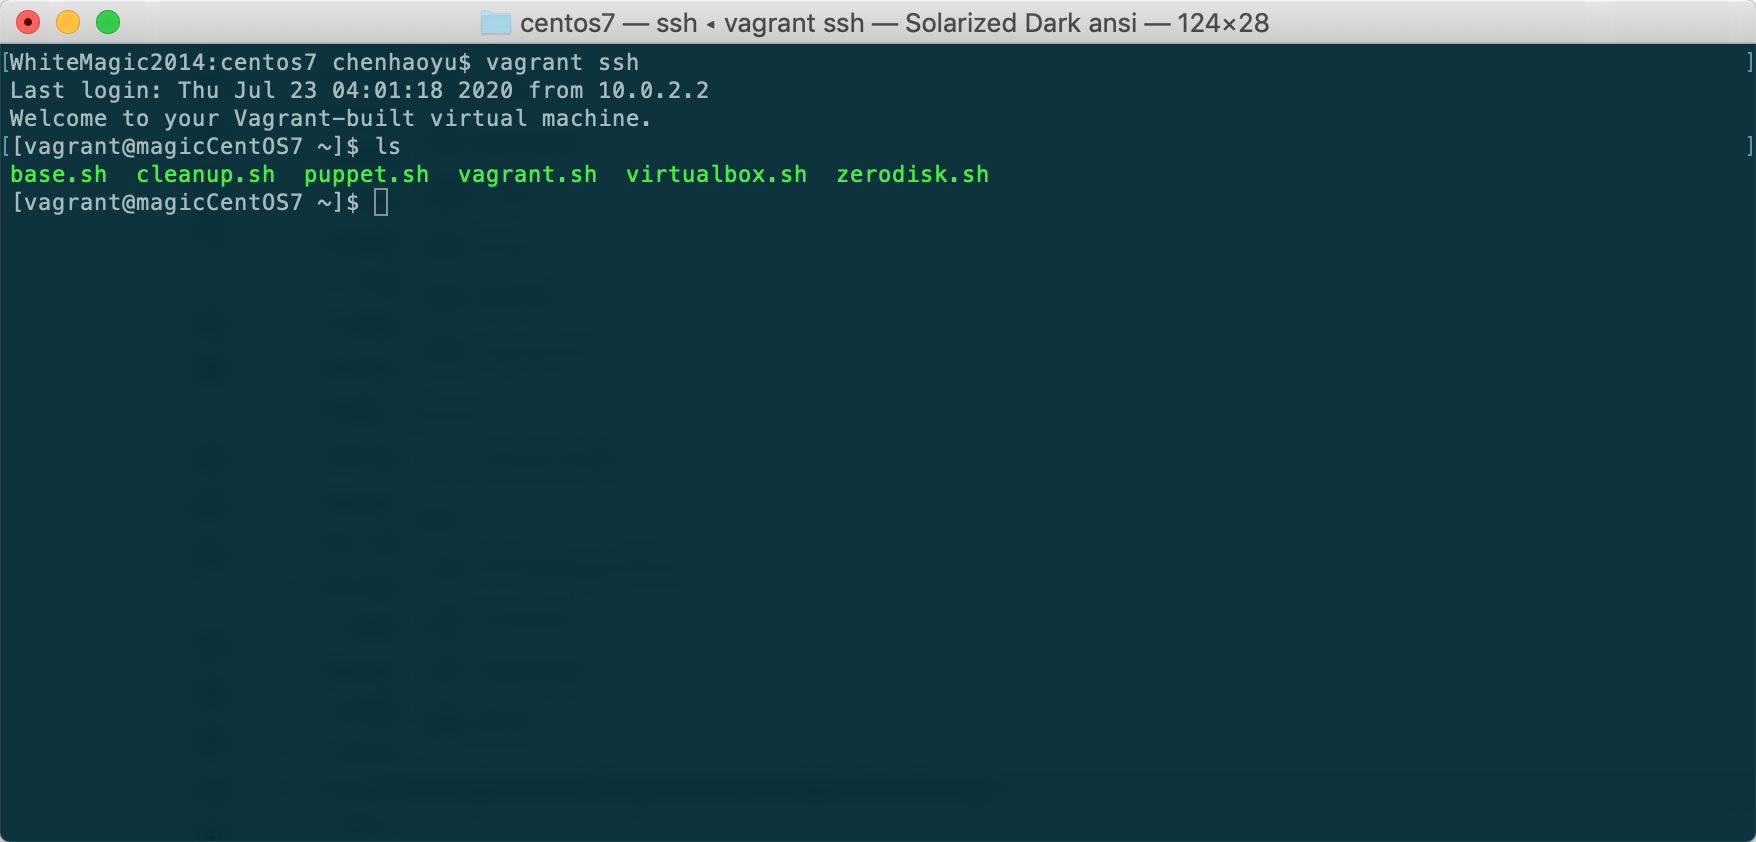 centos7 — ssh ◂ vagrant ssh — Solarized Dark ansi — 124×28
[WhiteMagic2014:centos7 chenhaoyu$ vagrant ssh ]
Last login: Thu Jul 23 04:01:18 2020 from 10.0.2.2
Welcome to your Vagrant-built virtual machine.
[[vagrant@magicCentOS7 ~]$ ls ]
base.sh  cleanup.sh  puppet.sh  vagrant.sh  virtualbox.sh  zerodisk.sh
[vagrant@magicCentOS7 ~]$